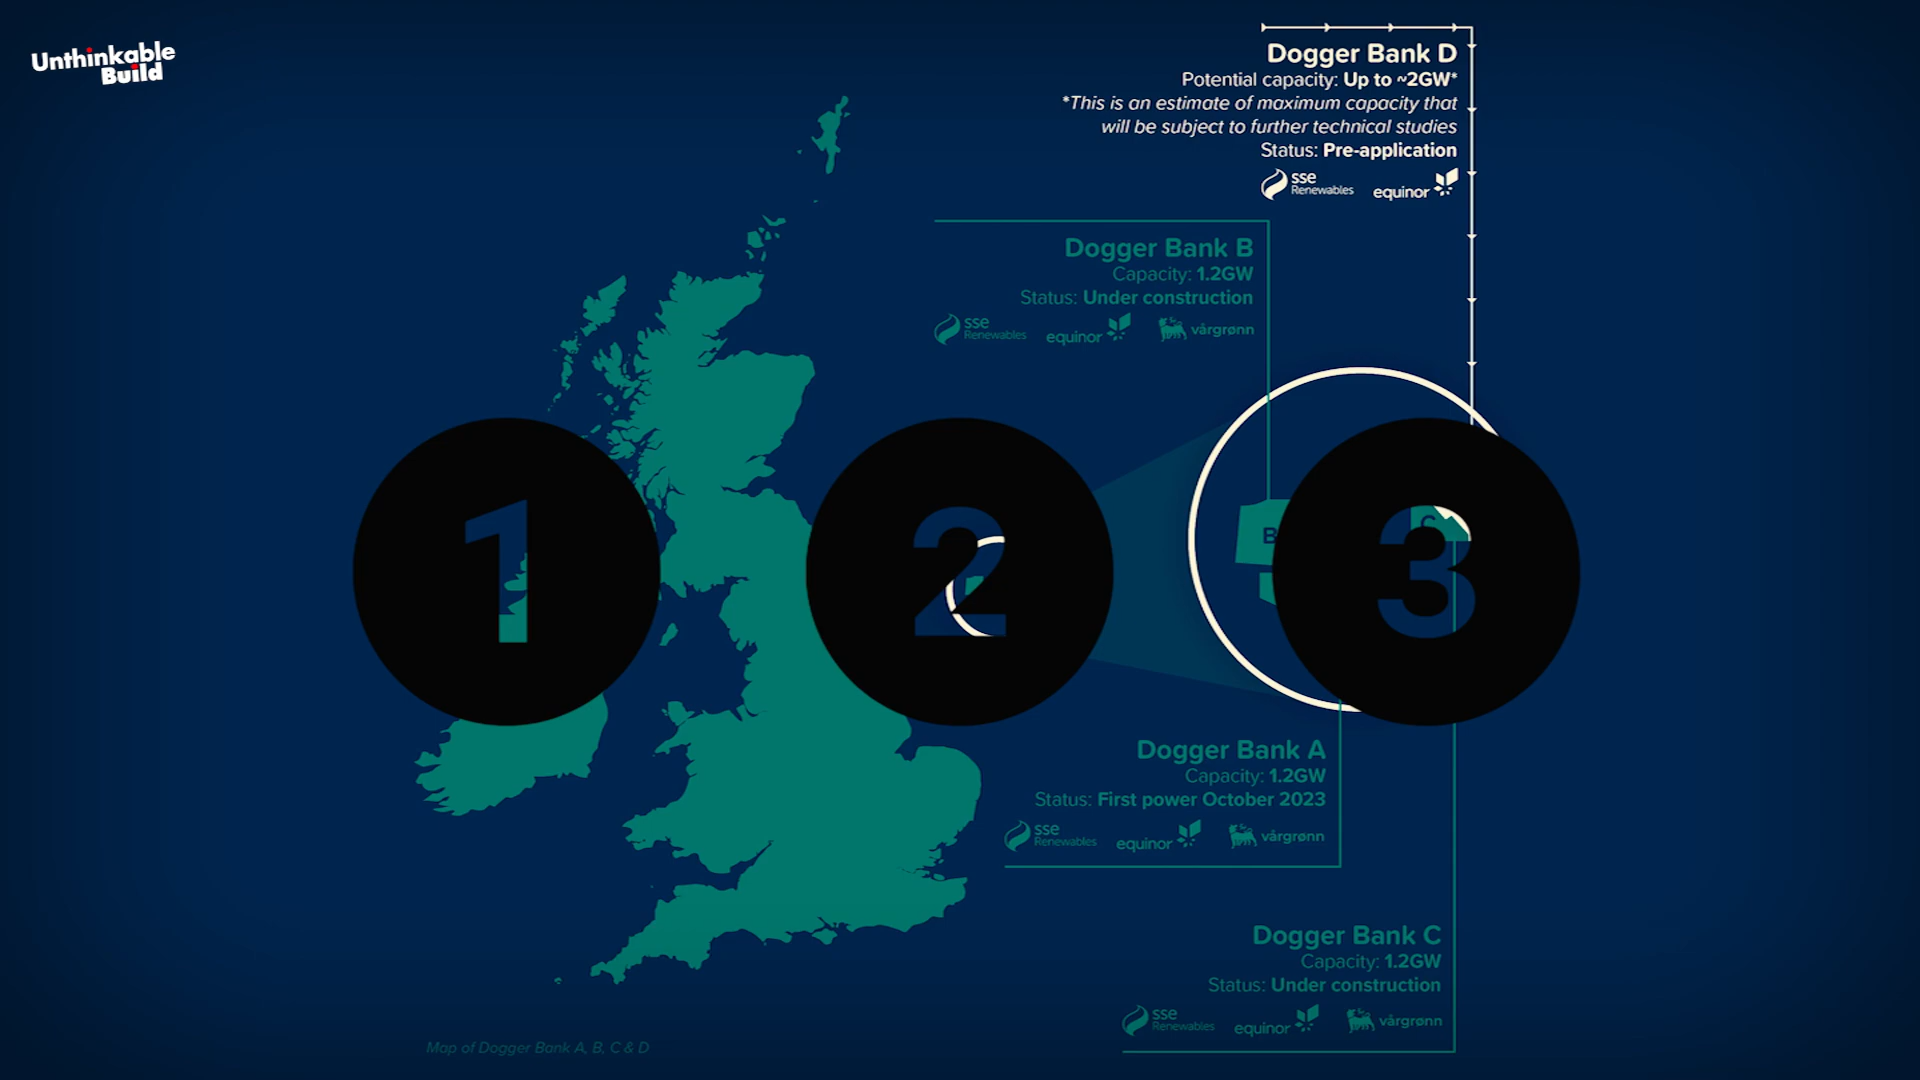 Unthinkable
Build
Dogger Bank D
Potential capacity: Up to ~2GW*
*This is an estimate of maximum capacity that
will be subject to further technical studies
Status: Pre-application
sse
Renewables
equinor
Dogger Bank B
Capacity: 1.2GW
Status: Under construction
sse
Renewables
equinor
vårgrønn
1
2
3
B
C
Dogger Bank A
Capacity: 1.2GW
Status: First power October 2023
sse
Renewables
equinor
vårgrønn
Dogger Bank C
Capacity: 1.2GW
Status: Under construction
sse
Renewables
equinor
vårgrønn
Map of Dogger Bank A, B, C & D